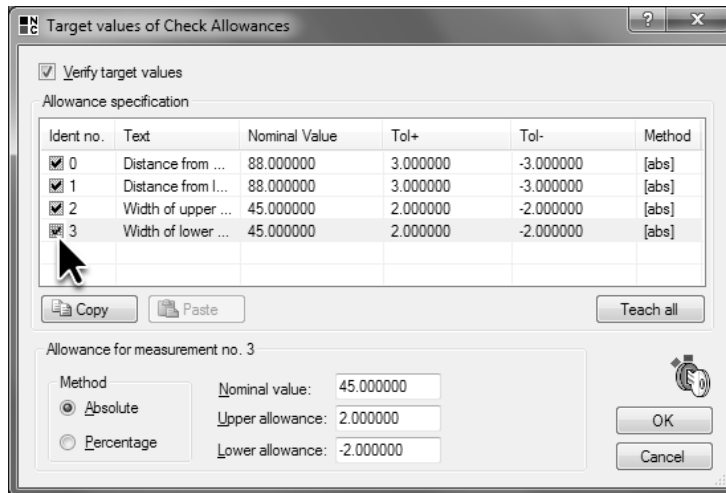 NC Target values of Check Allowances ? X
Verify target values
Allowance specification
Ident no. Text Nominal Value Tol+ Tol- Method
0 Distance from ... 88.000000 3.000000 -3.000000 [abs]
1 Distance from l... 88.000000 3.000000 -3.000000 [abs]
2 Width of upper ... 45.000000 2.000000 -2.000000 [abs]
3 Width of lower ... 45.000000 2.000000 -2.000000 [abs]
Copy Paste Teach all
Allowance for measurement no. 3
Method
Absolute
Percentage
Nominal value: 45.000000
Upper allowance: 2.000000
Lower allowance: -2.000000
OK
Cancel